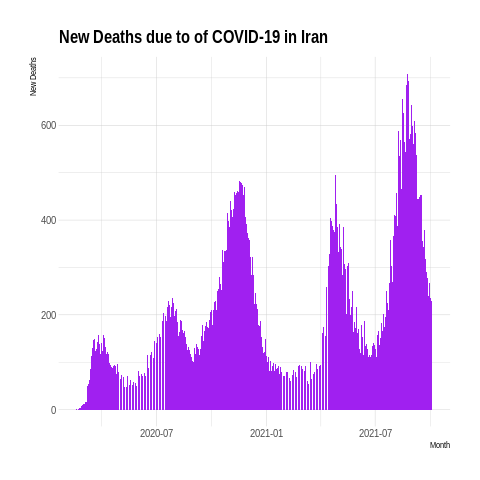 New Deaths due to of COVID-19 in Iran
New Deaths
600
400
200
0
2020-07
2021-01
2021-07
Month